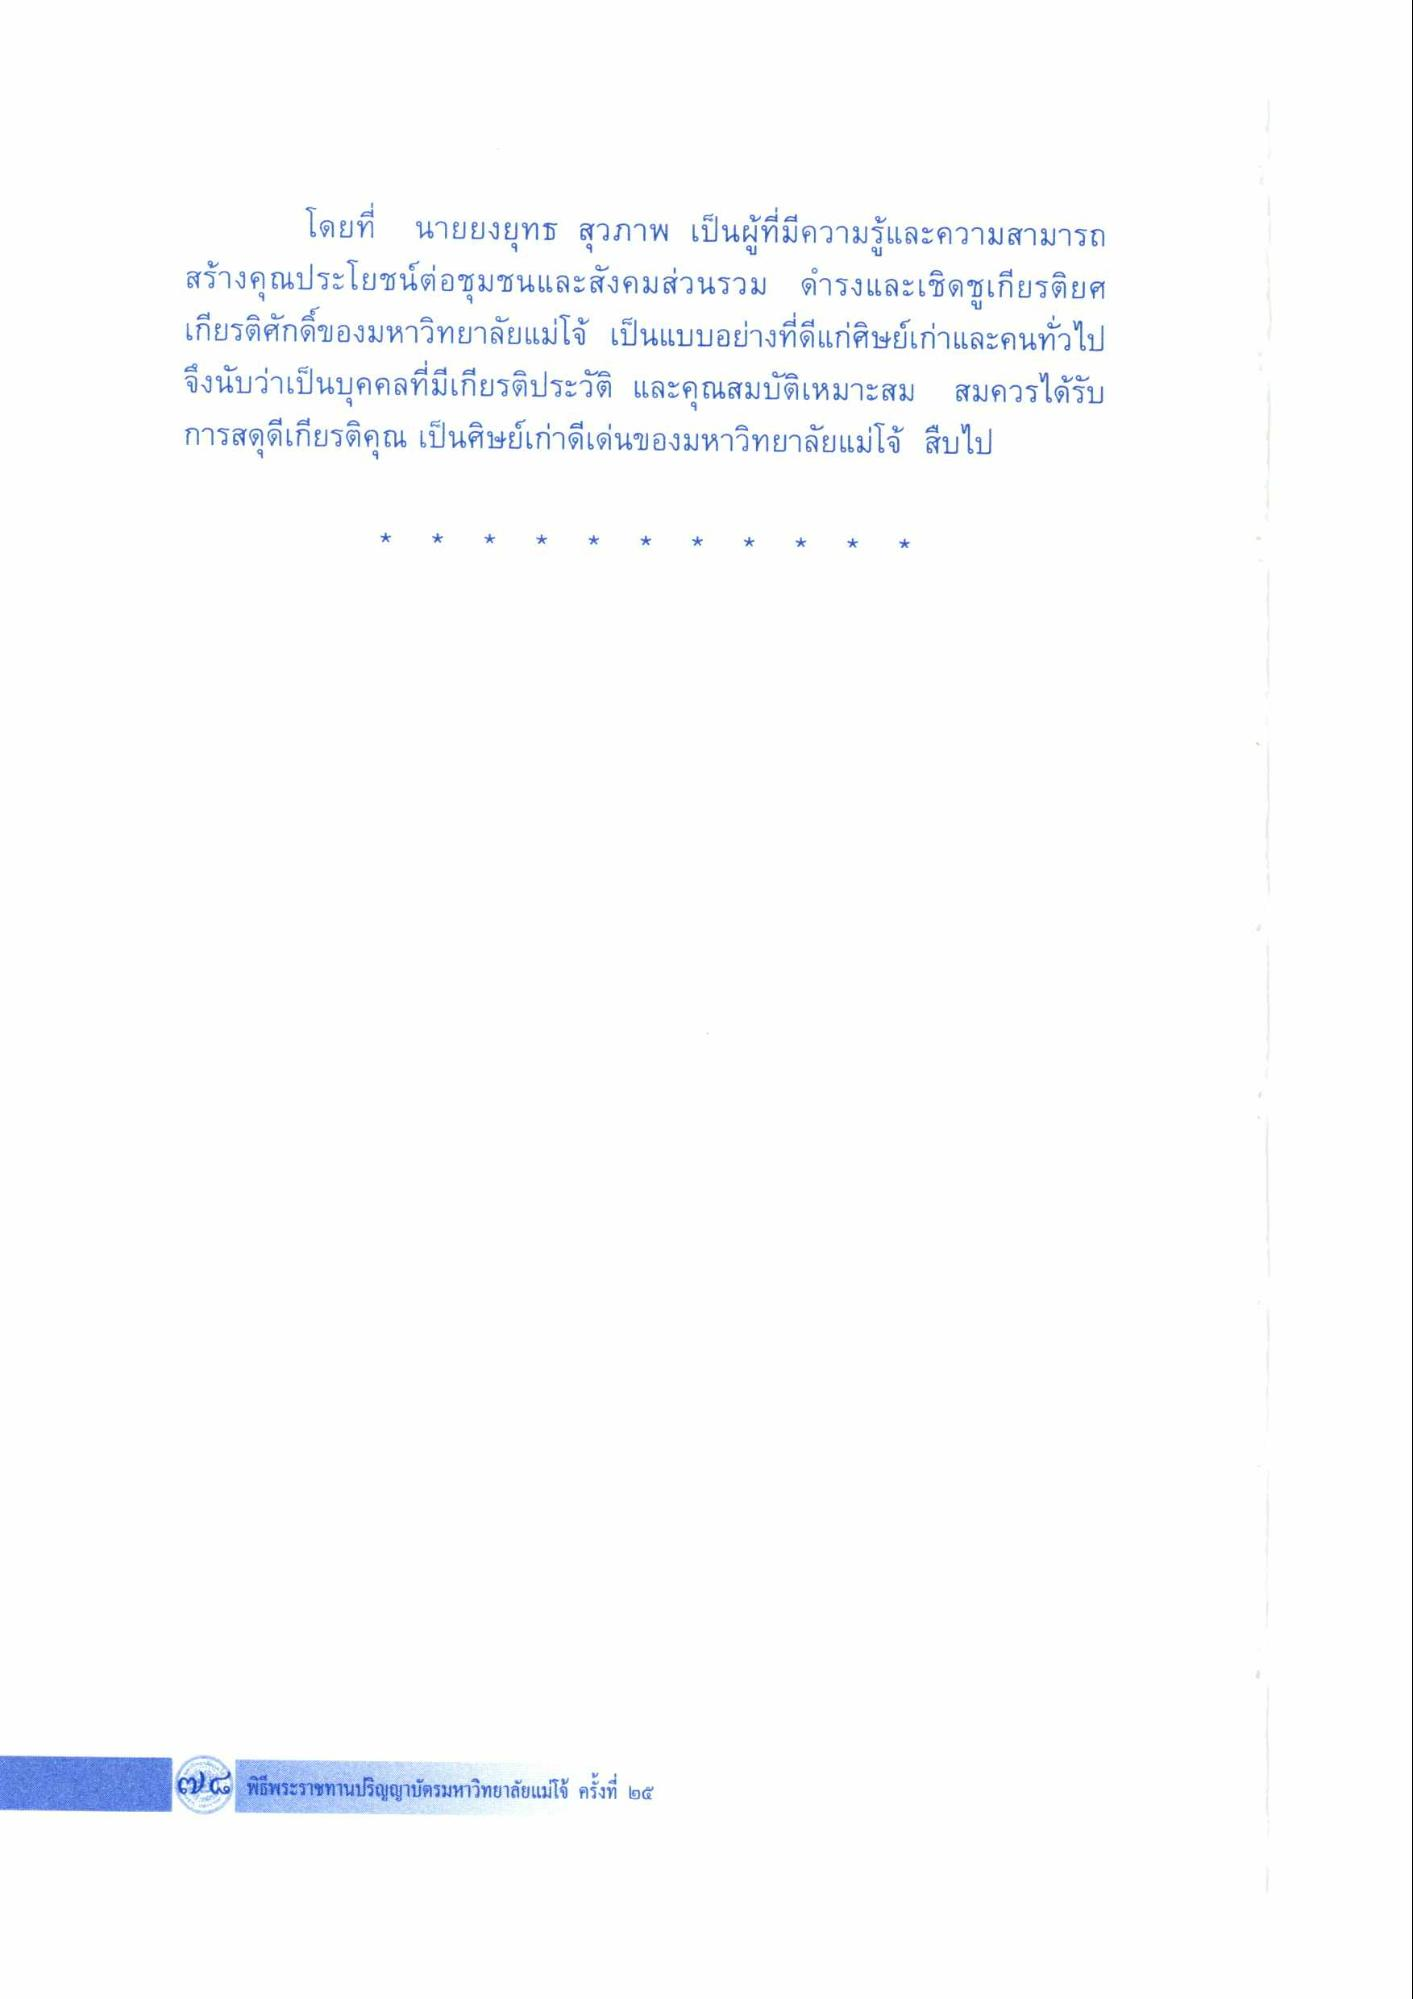 โดยที่ นายยงยุทธ สุวภาพ เป็นผู้ที่มีความรู้และความสามารถ
สร้างคุณประโยชน์ต่อชุมชนและสังคมส่วนรวม ดำรงและเชิดชูเกียรติยศ
เกียรติศักดิ์ของมหาวิทยาลัยแม่โจ้ เป็นแบบอย่างที่ดีแก่ศิษย์เก่าและคนทั่วไป
จึงนับว่าเป็นบุคคลที่มีเกียรติประวัติ และคุณสมบัติเหมาะสม สมควรได้รับ
การสดุดีเกียรติคุณ เป็นศิษย์เก่าดีเด่นของมหาวิทยาลัยแม่โจ้ สืบไป
* * * * * * * * * * *
๗๘ พิธีพระราชทานปริญญาบัตรมหาวิทยาลัยแม่โจ้ ครั้งที่ ๒๕